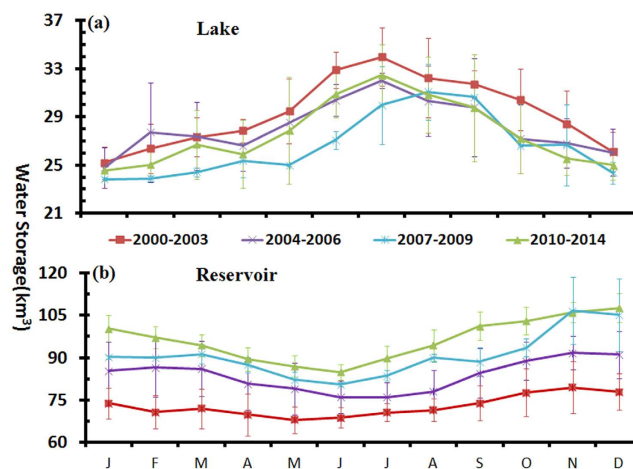 37
(a) Lake
33
29
25
21
Water Storage(km³)
2000-2003 2004-2006 2007-2009 2010-2014
120
(b) Reservoir
105
90
75
60
J F M A M J J A S O N D